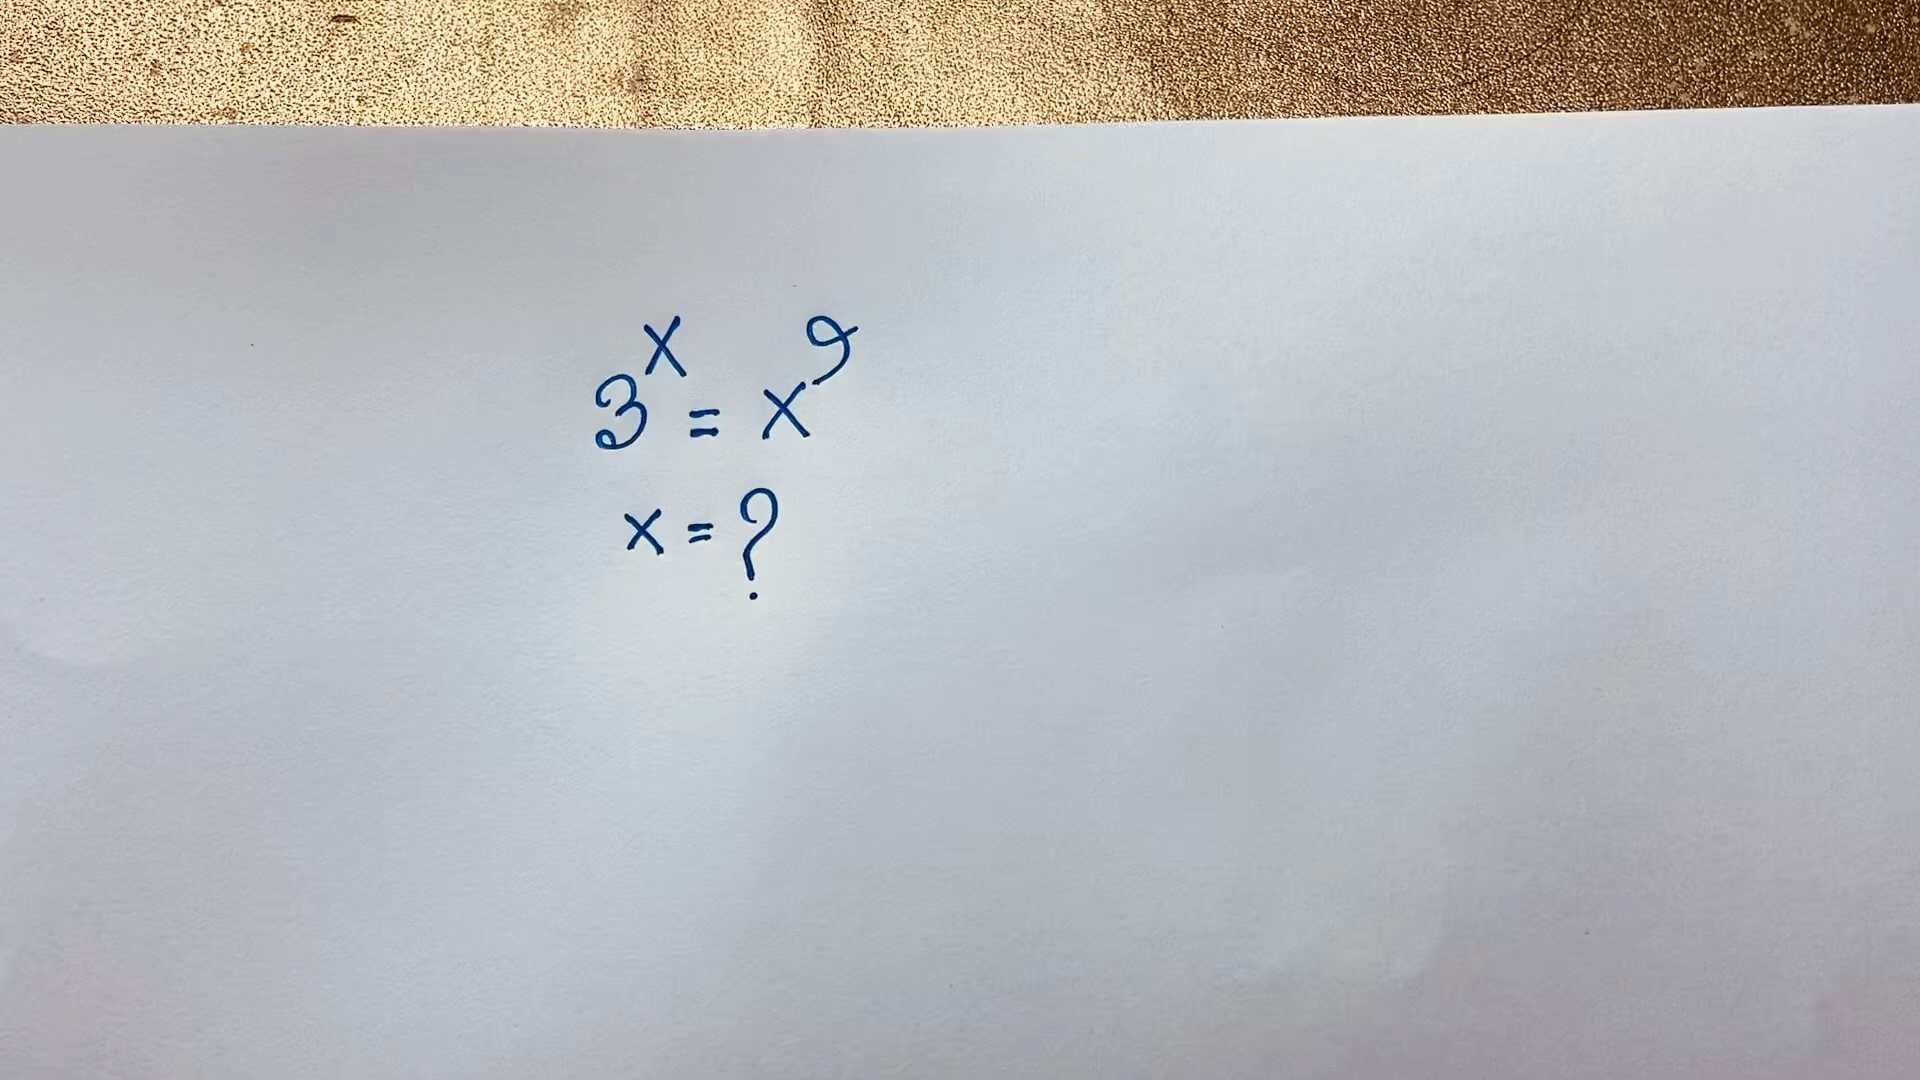 3^x = x^9
x = ?